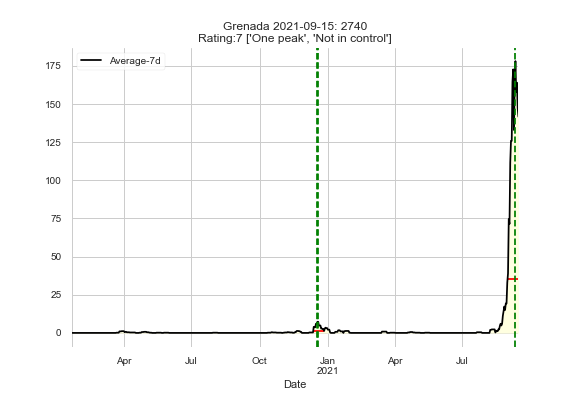 Grenada 2021-09-15: 2740
Rating:7 ['One peak', 'Not in control']
Average-7d
175
150
125
100
75
50
25
0
Apr Jul Oct Jan Apr Jul
2021
Date